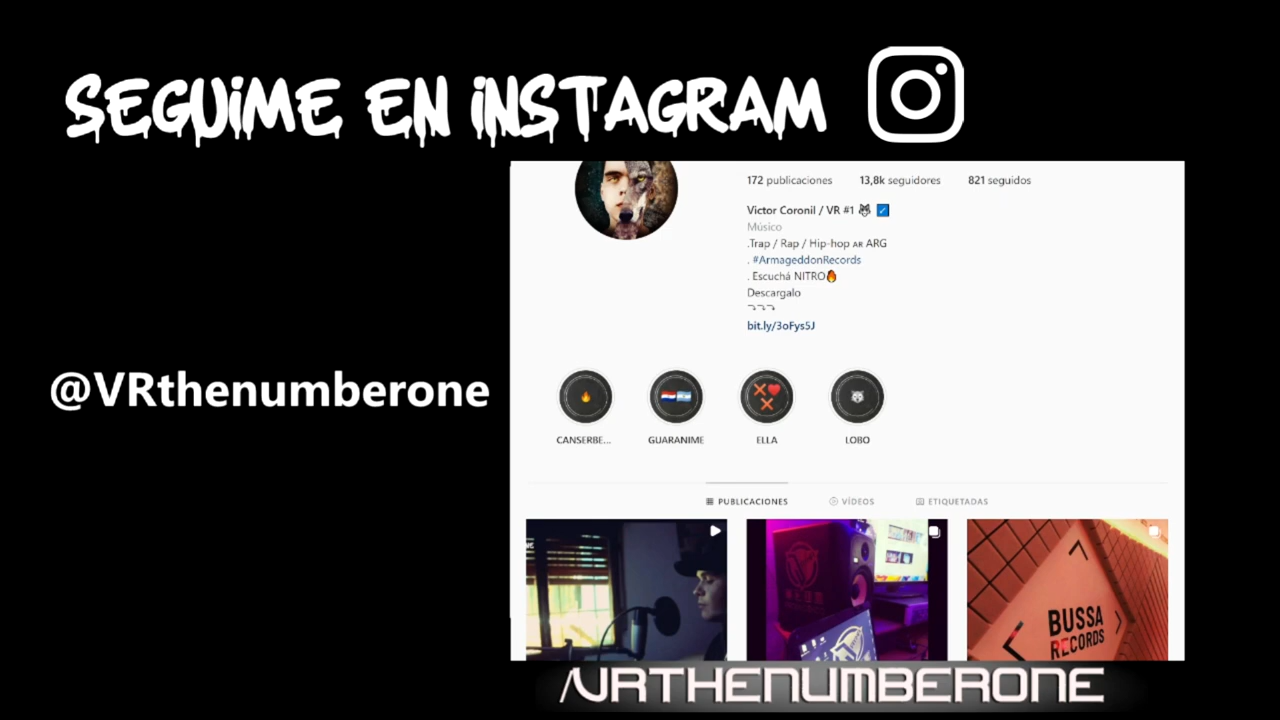 SEGUIME EN INSTAGRAM
172 publicaciones 13,8k seguidores 821 seguidos
Victor Coronil / VR #1 🐺 ☑️
Músico
.Trap / Rap / Hip-hop ᴀʀ ARG
. #ArmageddonRecords
. Escuchá NITRO🔥
Descargalo
⤵⤵⤵
bit.ly/3oFys5J
@VRthenumberone
CANSERBE... GUARANIME ELLA LOBO
PUBLICACIONES VÍDEOS ETIQUETADAS
BUSSA
RECORDS
/VRTHENUMBERONE